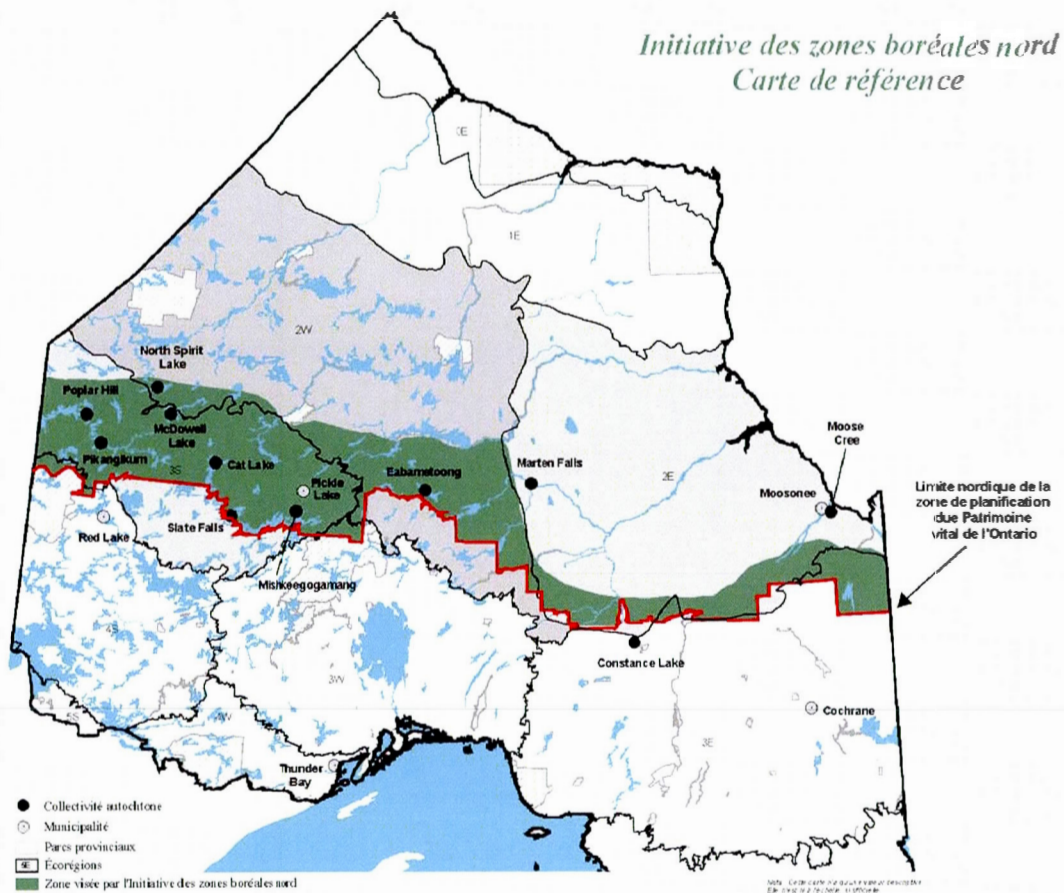 Initiative des zones boréales nord
Carte de référence
0E
1E
2W
North Spirit
Lake
Poplar Hill
McDowell
Lake
Pikangikum
3S
Cat Lake
Pickle
Lake
Eabametoong
Marten Falls
2E
Moose
Cree
Moosonee
Limite nordique de la
zone de planification
due Patrimoine
vital de l'Ontario
Red Lake
Slate Falls
Mishkeegogamang
4S
3W
Constance Lake
Cochrane
3E
5S
4W
Thunder
Bay
Collectivité autochtone
Municipalité
Parcs provinciaux
Écorégions
Zone visée par l'Initiative des zones boréales nord